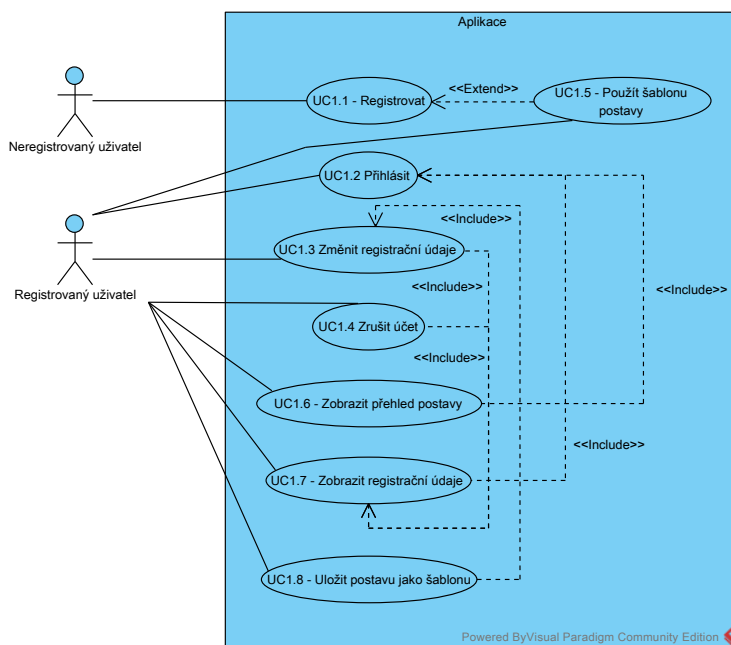 Aplikace
UC1.1 - Registrovat
<<Extend>>
UC1.5 - Použít šablonu
postavy
Neregistrovaný uživatel
UC1.2 Přihlásit
<<Include>>
UC1.3 Změnit registrační údaje
Registrovaný uživatel
<<Include>>
<<Include>>
UC1.4 Zrušit účet
<<Include>>
UC1.6 - Zobrazit přehled postavy
<<Include>>
UC1.7 - Zobrazit registrační údaje
UC1.8 - Uložit postavu jako šablonu
Powered ByVisual Paradigm Community Edition